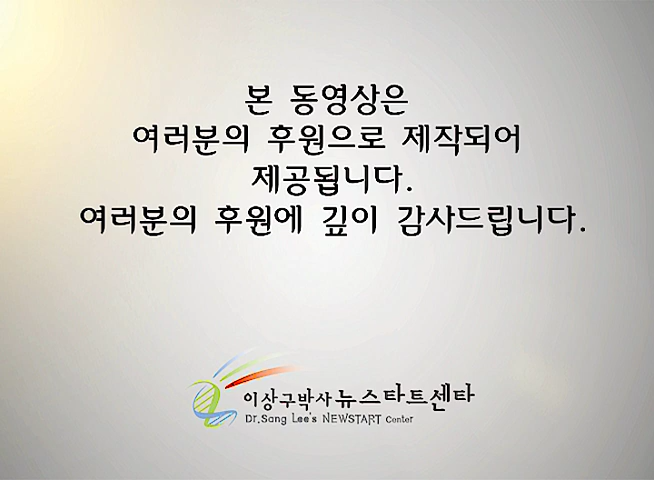 본 동영상은
여러분의 후원으로 제작되어
제공됩니다.
여러분의 후원에 깊이 감사드립니다.
이상구박사 뉴스타트센타
Dr.Sang Lee's NEWSTART Center